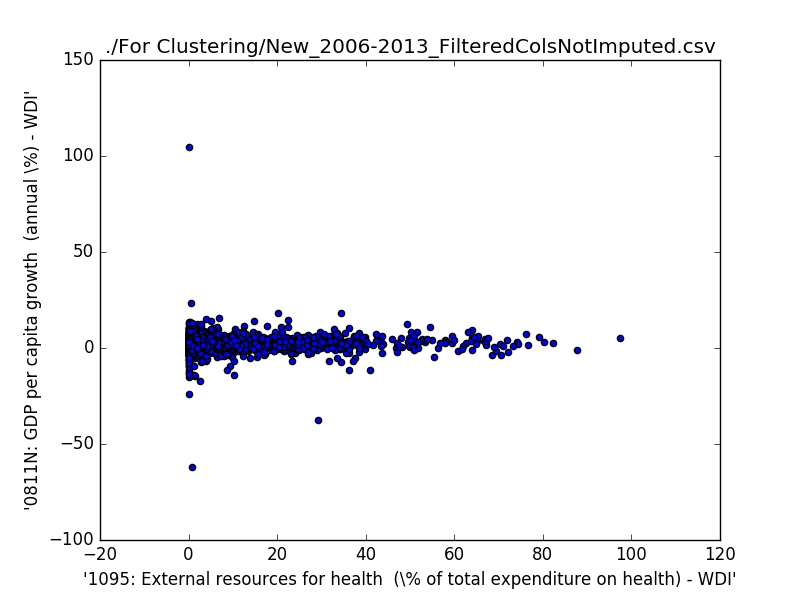 ./For Clustering/New_2006-2013_FilteredColsNotImputed.csv
150
100
50
0
−50
−100
−20 0 20 40 60 80 100 120
'0811N: GDP per capita growth  (annual \%) - WDI'
'1095: External resources for health  (\% of total expenditure on health) - WDI'